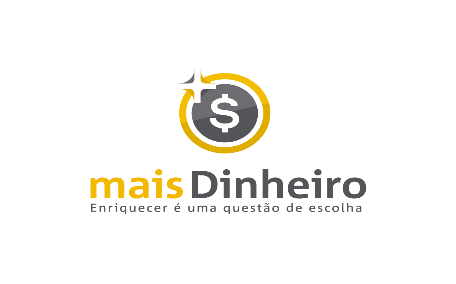 $
mais Dinheiro
Enriquecer é uma questão de escolha